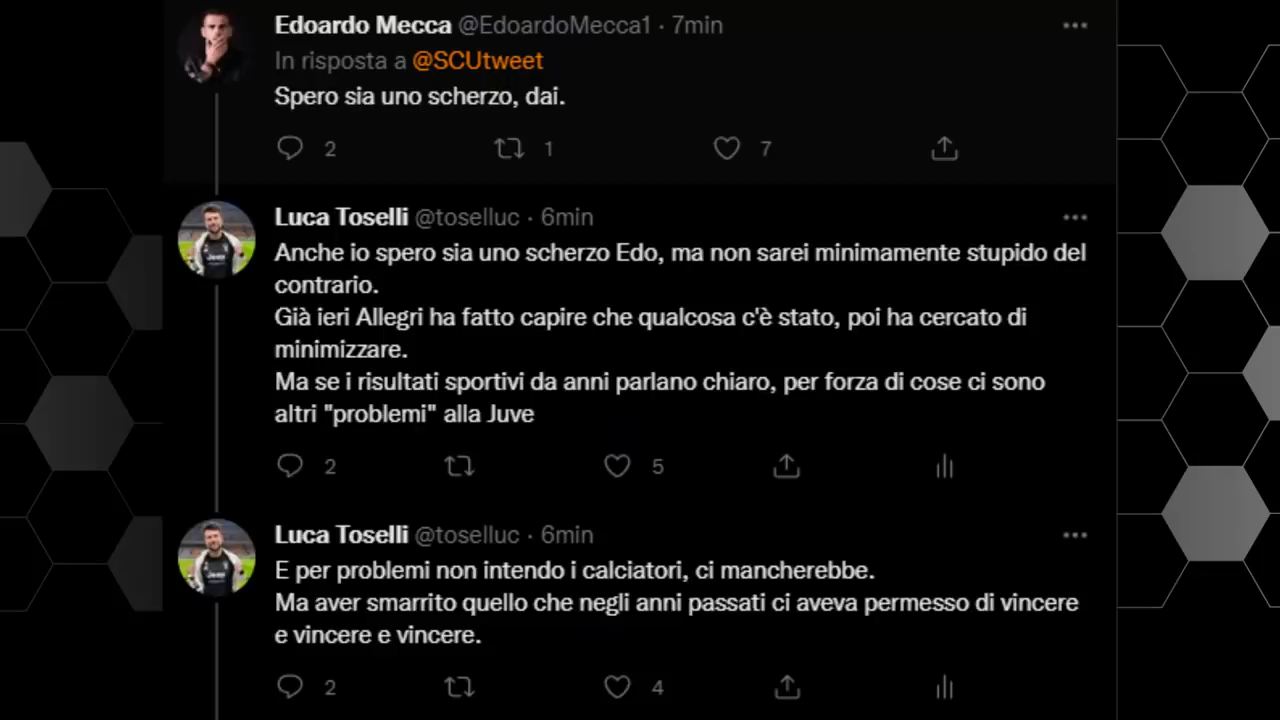 Edoardo Mecca @EdoardoMecca1 · 7min
In risposta a @SCUtweet
Spero sia uno scherzo, dai.
2 1 7
Luca Toselli @toselluc · 6min
Anche io spero sia uno scherzo Edo, ma non sarei minimamente stupido del
contrario.
Già ieri Allegri ha fatto capire che qualcosa c'è stato, poi ha cercato di
minimizzare.
Ma se i risultati sportivi da anni parlano chiaro, per forza di cose ci sono
altri "problemi" alla Juve
2 5
Luca Toselli @toselluc · 6min
E per problemi non intendo i calciatori, ci mancherebbe.
Ma aver smarrito quello che negli anni passati ci aveva permesso di vincere
e vincere e vincere.
2 4